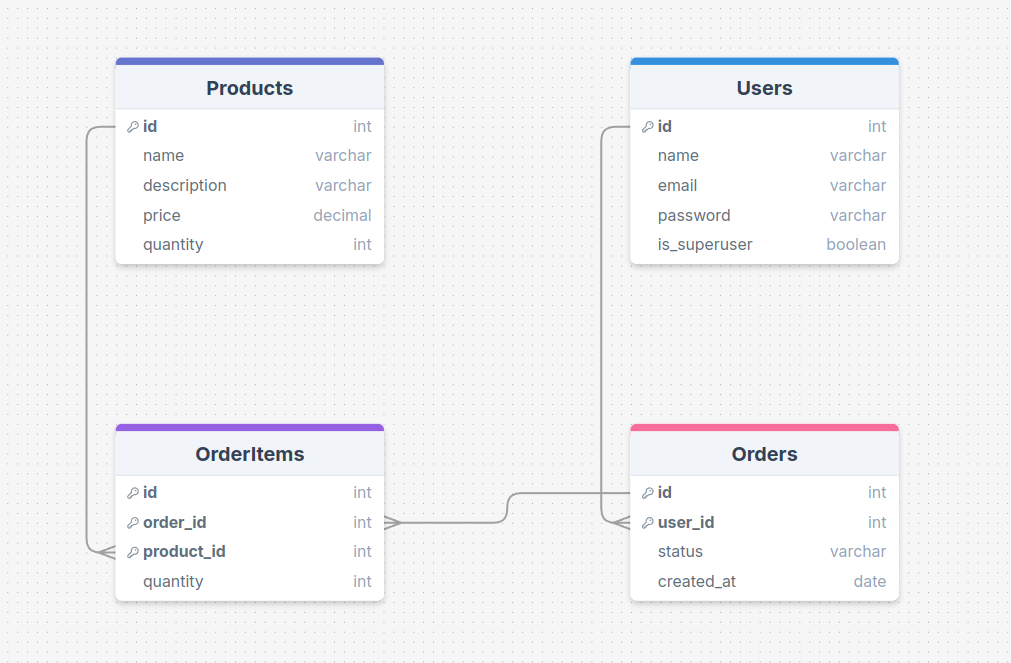 Products
id int
name varchar
description varchar
price decimal
quantity int
Users
id int
name varchar
email varchar
password varchar
is_superuser boolean
OrderItems
id int
order_id int
product_id int
quantity int
Orders
id int
user_id int
status varchar
created_at date